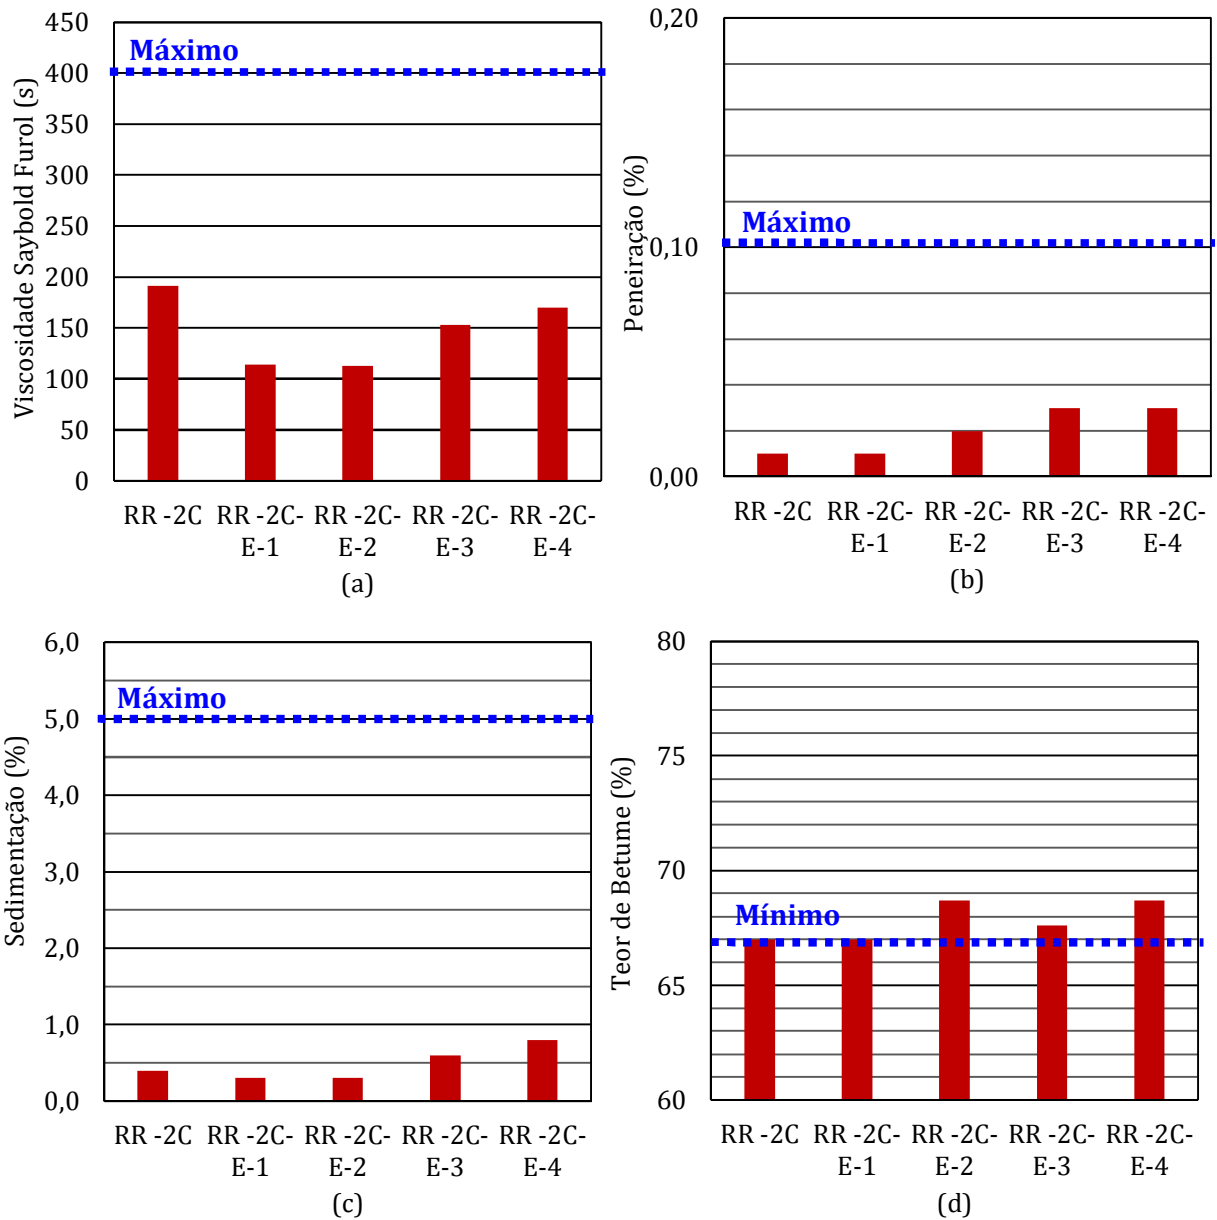 Viscosidade Saybold Furol (s)
450
400
350
300
250
200
150
100
50
0
Máximo
RR -2C RR -2C- RR -2C- RR -2C- RR -2C-
E-1 E-2 E-3 E-4
(a)
Peneiração (%)
0,20
0,10
0,00
Máximo
RR -2C RR -2C- RR -2C- RR -2C- RR -2C-
E-1 E-2 E-3 E-4
(b)
Sedimentação (%)
6,0
5,0
4,0
3,0
2,0
1,0
0,0
Máximo
RR -2C RR -2C- RR -2C- RR -2C- RR -2C-
E-1 E-2 E-3 E-4
(c)
Teor de Betume (%)
80
75
70
65
60
Mínimo
RR -2C RR -2C- RR -2C- RR -2C- RR -2C-
E-1 E-2 E-3 E-4
(d)